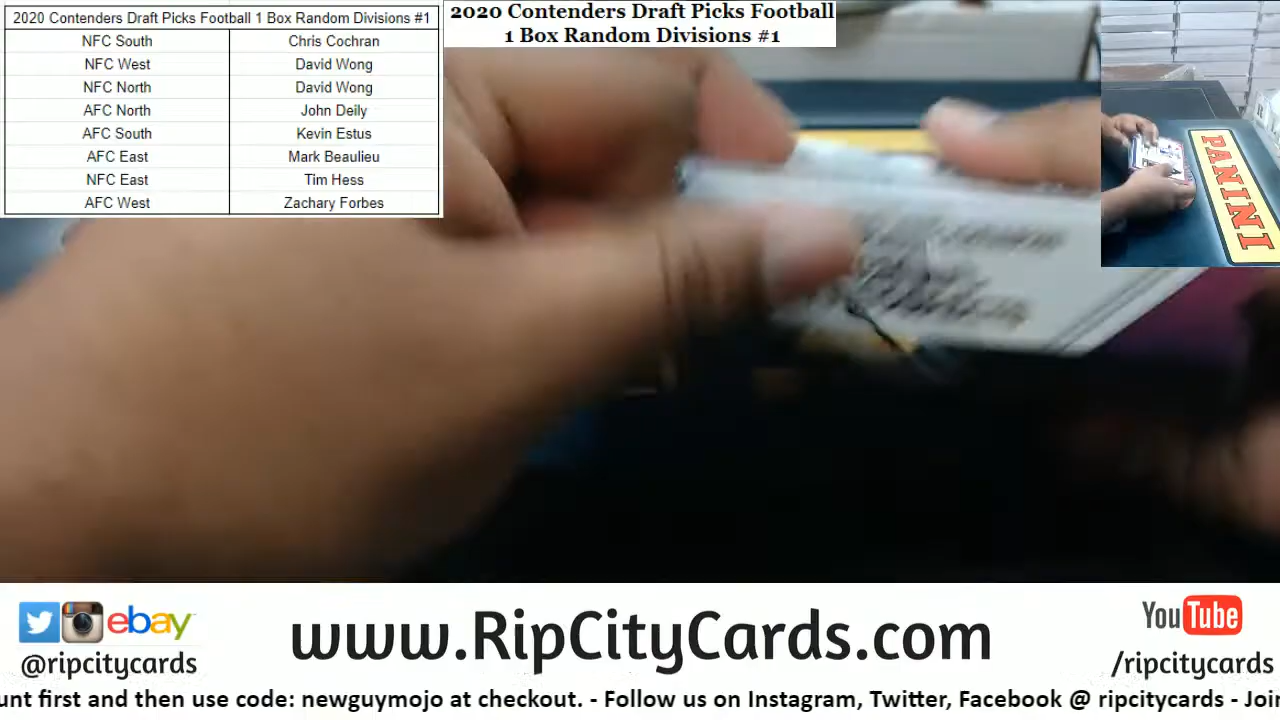 2020 Contenders Draft Picks Football 1 Box Random Divisions #1
NFC South Chris Cochran
NFC West David Wong
NFC North David Wong
AFC North John Deily
AFC South Kevin Estus
AFC East Mark Beaulieu
NFC East Tim Hess
AFC West Zachary Forbes
2020 Contenders Draft Picks Football
1 Box Random Divisions #1
PANINI
ebay
@ripcitycards
www.RipCityCards.com
YouTube
/ripcitycards
unt first and then use code: newguymojo at checkout. - Follow us on Instagram, Twitter, Facebook @ ripcitycards - Join